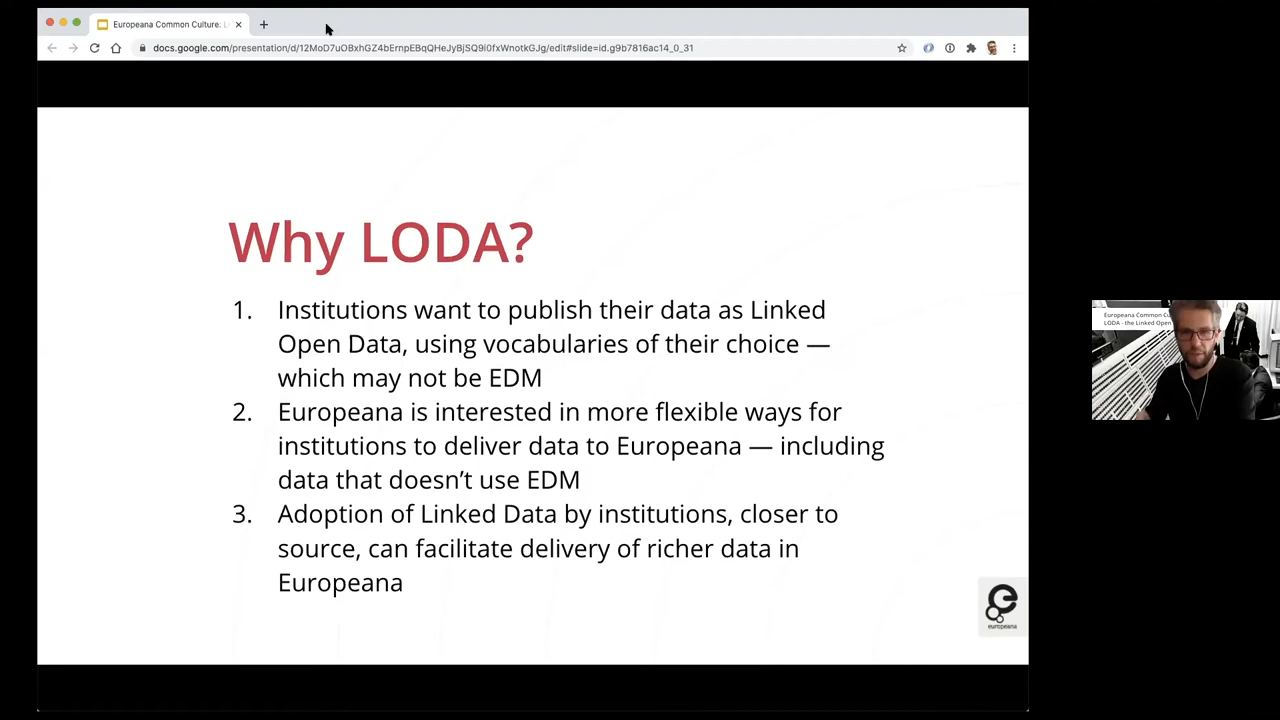 Europeana Common Culture: L
docs.google.com/presentation/d/12MoD7uOBxhGZ4bErnpEBqQHeJyBjSQ9i0fxWnotkGJg/edit#slide=id.g9b7816ac14_0_31
Why LODA?
1. Institutions want to publish their data as Linked
Open Data, using vocabularies of their choice —
which may not be EDM
2. Europeana is interested in more flexible ways for
institutions to deliver data to Europeana — including
data that doesn’t use EDM
3. Adoption of Linked Data by institutions, closer to
source, can facilitate delivery of richer data in
Europeana
europeana
Europeana Common Cu
LODA - the Linked Open